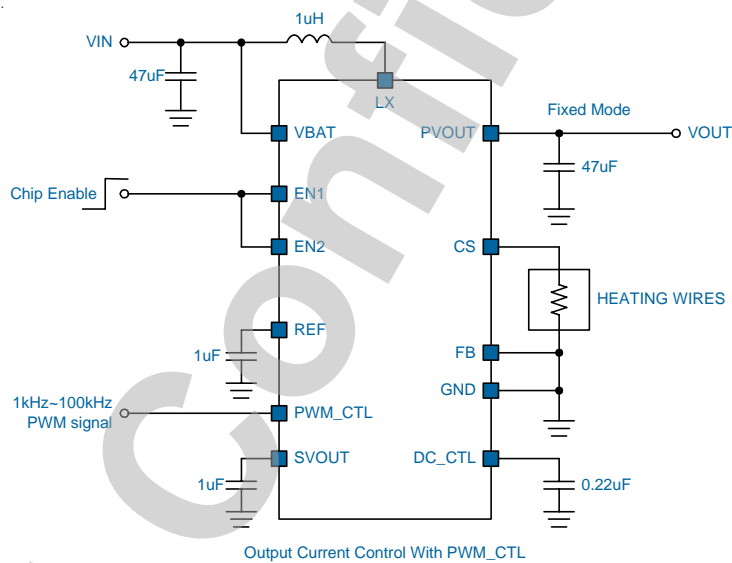 1uH
VIN
47uF
LX
Fixed Mode
VBAT
PVOUT
VOUT
47uF
Chip Enable
EN1
EN2
CS
HEATING WIRES
REF
1uF
FB
GND
1kHz~100kHz
PWM signal
PWM_CTL
SVOUT
DC_CTL
1uF
0.22uF
Output Current Control With PWM_CTL
Confi